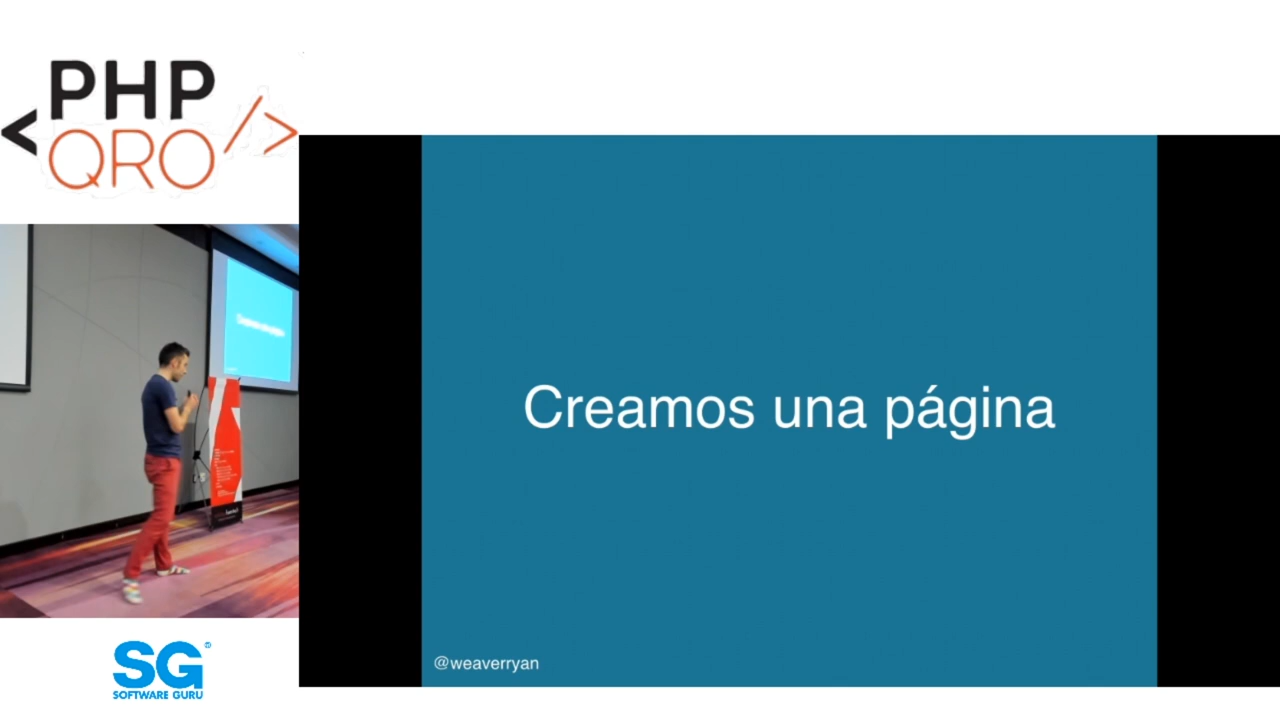 <PHP
QRO/>
Creamos una página
@weaverryan
SG®
SOFTWARE GURU